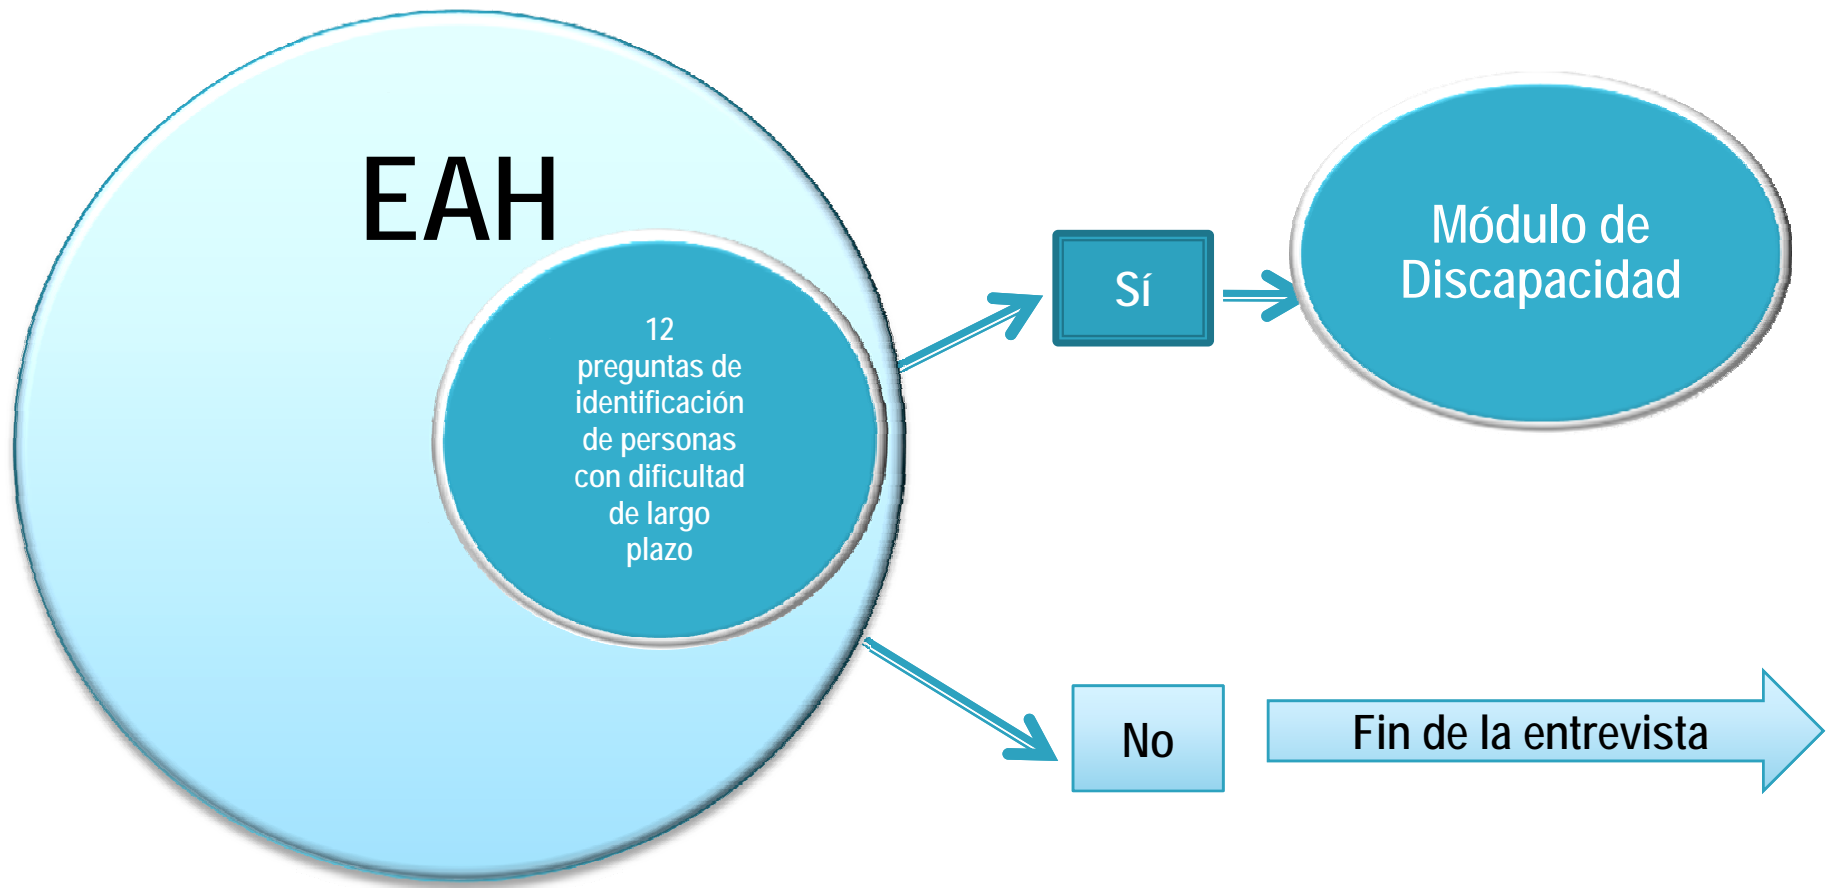 EAH
12
preguntas de
identificación
de personas
con dificultad
de largo
plazo
Sí
Módulo de
Discapacidad
No
Fin de la entrevista